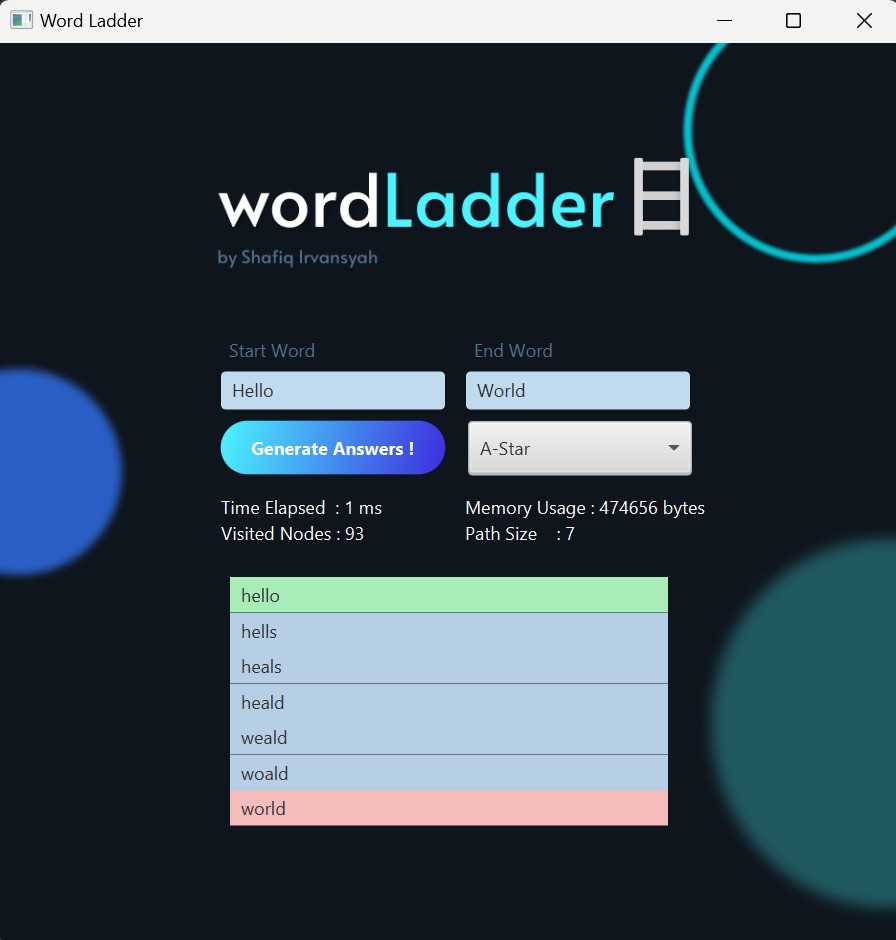 Word Ladder
wordLadder
by Shafiq Irvansyah
Start Word End Word
Hello World
Generate Answers ! A-Star
Time Elapsed : 1 ms Memory Usage : 474656 bytes
Visited Nodes : 93 Path Size : 7
hello
hells
heals
heald
weald
woald
world